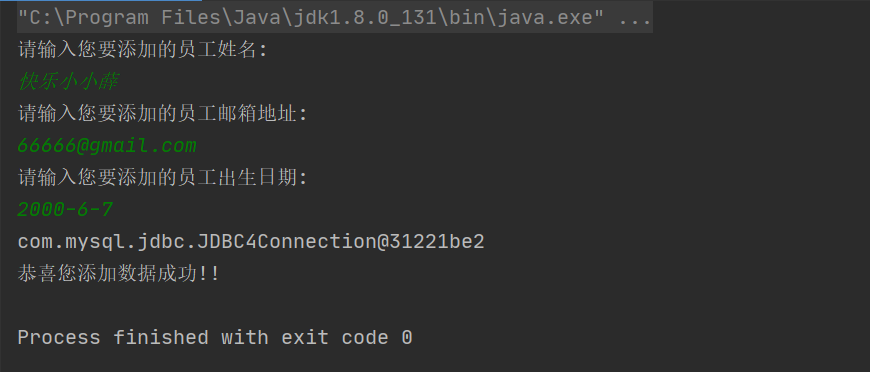 "C:\Program Files\Java\jdk1.8.0_131\bin\java.exe" ...
请输入您要添加的员工姓名:
快乐小小薛
请输入您要添加的员工邮箱地址:
66666@gmail.com
请输入您要添加的员工出生日期:
2000-6-7
com.mysql.jdbc.JDBC4Connection@31221be2
恭喜您添加数据成功!!
Process finished with exit code 0